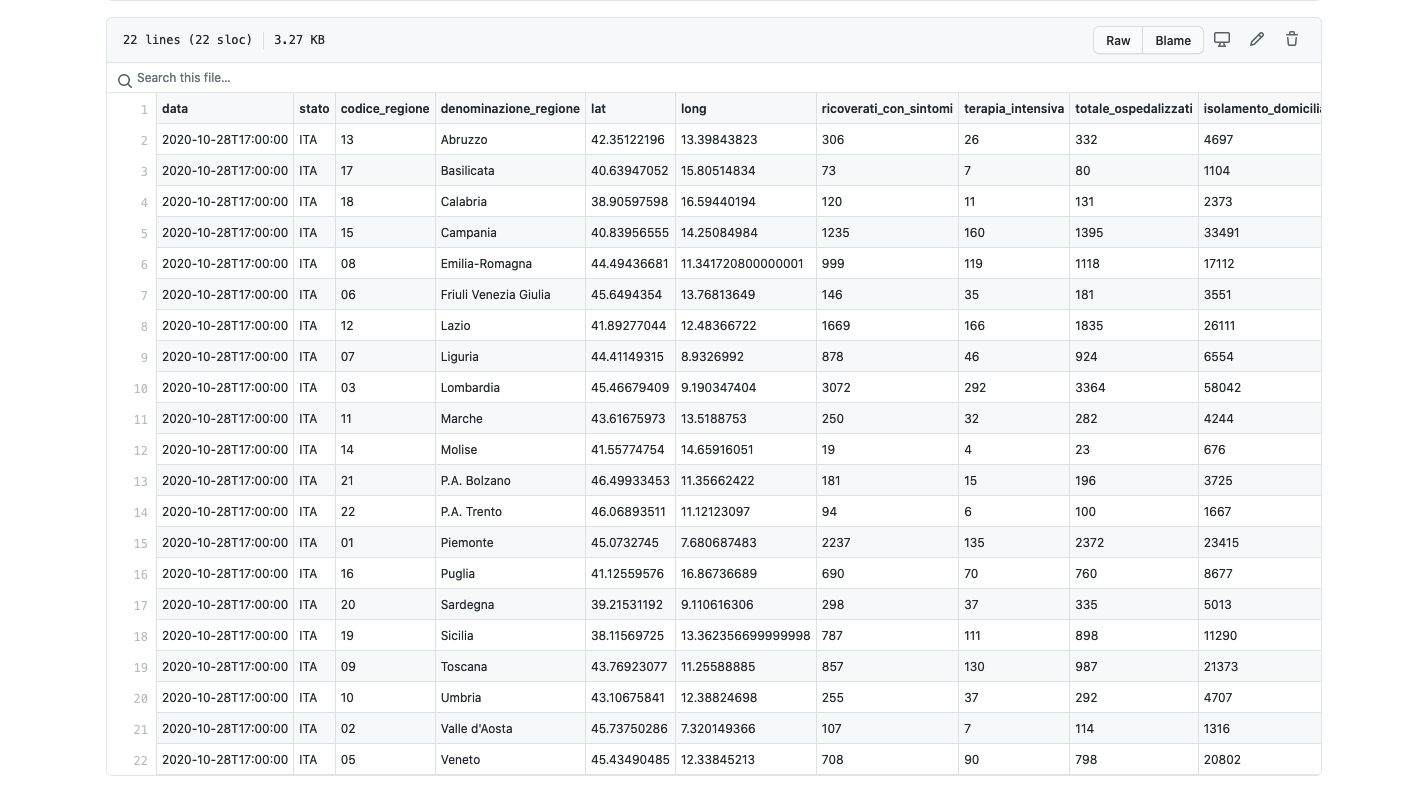 22 lines (22 sloc) 3.27 KB Raw Blame
Search this file...
1 data stato codice_regione denominazione_regione lat long ricoverati_con_sintomi terapia_intensiva totale_ospedalizzati isolamento_domicilia
2 2020-10-28T17:00:00 ITA 13 Abruzzo 42.35122196 13.39843823 306 26 332 4697
3 2020-10-28T17:00:00 ITA 17 Basilicata 40.63947052 15.80514834 73 7 80 1104
4 2020-10-28T17:00:00 ITA 18 Calabria 38.90597598 16.59440194 120 11 131 2373
5 2020-10-28T17:00:00 ITA 15 Campania 40.83956555 14.25084984 1235 160 1395 33491
6 2020-10-28T17:00:00 ITA 08 Emilia-Romagna 44.49436681 11.341720800000001 999 119 1118 17112
7 2020-10-28T17:00:00 ITA 06 Friuli Venezia Giulia 45.6494354 13.76813649 146 35 181 3551
8 2020-10-28T17:00:00 ITA 12 Lazio 41.89277044 12.48366722 1669 166 1835 26111
9 2020-10-28T17:00:00 ITA 07 Liguria 44.41149315 8.9326992 878 46 924 6554
10 2020-10-28T17:00:00 ITA 03 Lombardia 45.46679409 9.190347404 3072 292 3364 58042
11 2020-10-28T17:00:00 ITA 11 Marche 43.61675973 13.5188753 250 32 282 4244
12 2020-10-28T17:00:00 ITA 14 Molise 41.55774754 14.65916051 19 4 23 676
13 2020-10-28T17:00:00 ITA 21 P.A. Bolzano 46.49933453 11.35662422 181 15 196 3725
14 2020-10-28T17:00:00 ITA 22 P.A. Trento 46.06893511 11.12123097 94 6 100 1667
15 2020-10-28T17:00:00 ITA 01 Piemonte 45.0732745 7.680687483 2237 135 2372 23415
16 2020-10-28T17:00:00 ITA 16 Puglia 41.12559576 16.86736689 690 70 760 8677
17 2020-10-28T17:00:00 ITA 20 Sardegna 39.21531192 9.110616306 298 37 335 5013
18 2020-10-28T17:00:00 ITA 19 Sicilia 38.11569725 13.362356699999998 787 111 898 11290
19 2020-10-28T17:00:00 ITA 09 Toscana 43.76923077 11.25588885 857 130 987 21373
20 2020-10-28T17:00:00 ITA 10 Umbria 43.10675841 12.38824698 255 37 292 4707
21 2020-10-28T17:00:00 ITA 02 Valle d'Aosta 45.73750286 7.320149366 107 7 114 1316
22 2020-10-28T17:00:00 ITA 05 Veneto 45.43490485 12.33845213 708 90 798 20802